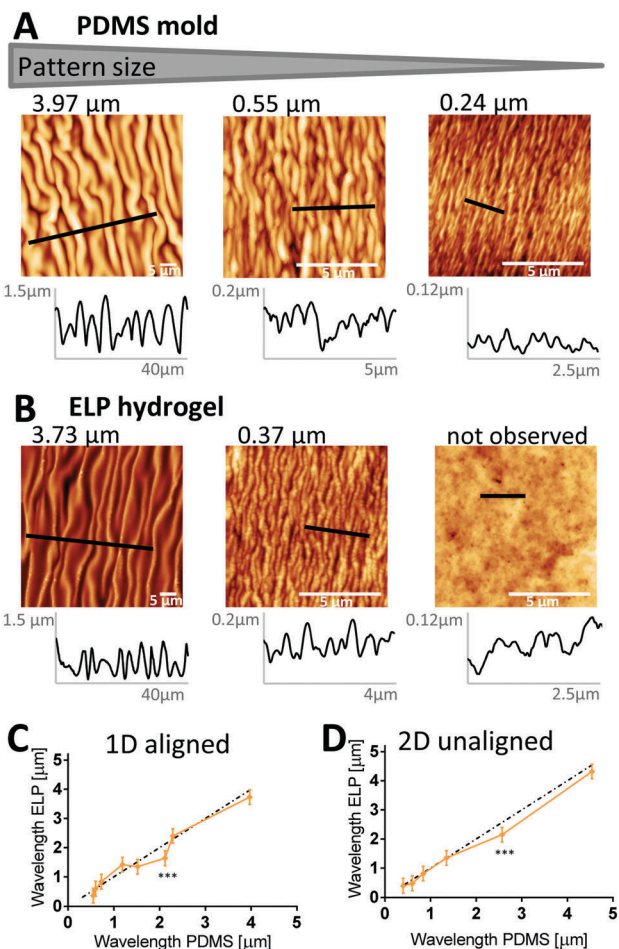 A PDMS mold
Pattern size
3.97 μm 0.55 μm 0.24 μm
5 μm 5 μm 5 μm
1.5μm 0.2μm 0.12μm
40μm 5μm 2.5μm
B ELP hydrogel
3.73 μm 0.37 μm not observed
5 μm 5 μm 5 μm
1.5 μm 0.2μm 0.12μm
40μm 4μm 2.5μm
C 1D aligned
Wavelength ELP [μm]
5
4
3
2
1
0
***
0 1 2 3 4 5
Wavelength PDMS [μm]
D 2D unaligned
Wavelength ELP [μm]
5
4
3
2
1
0
***
0 1 2 3 4 5
Wavelength PDMS [μm]